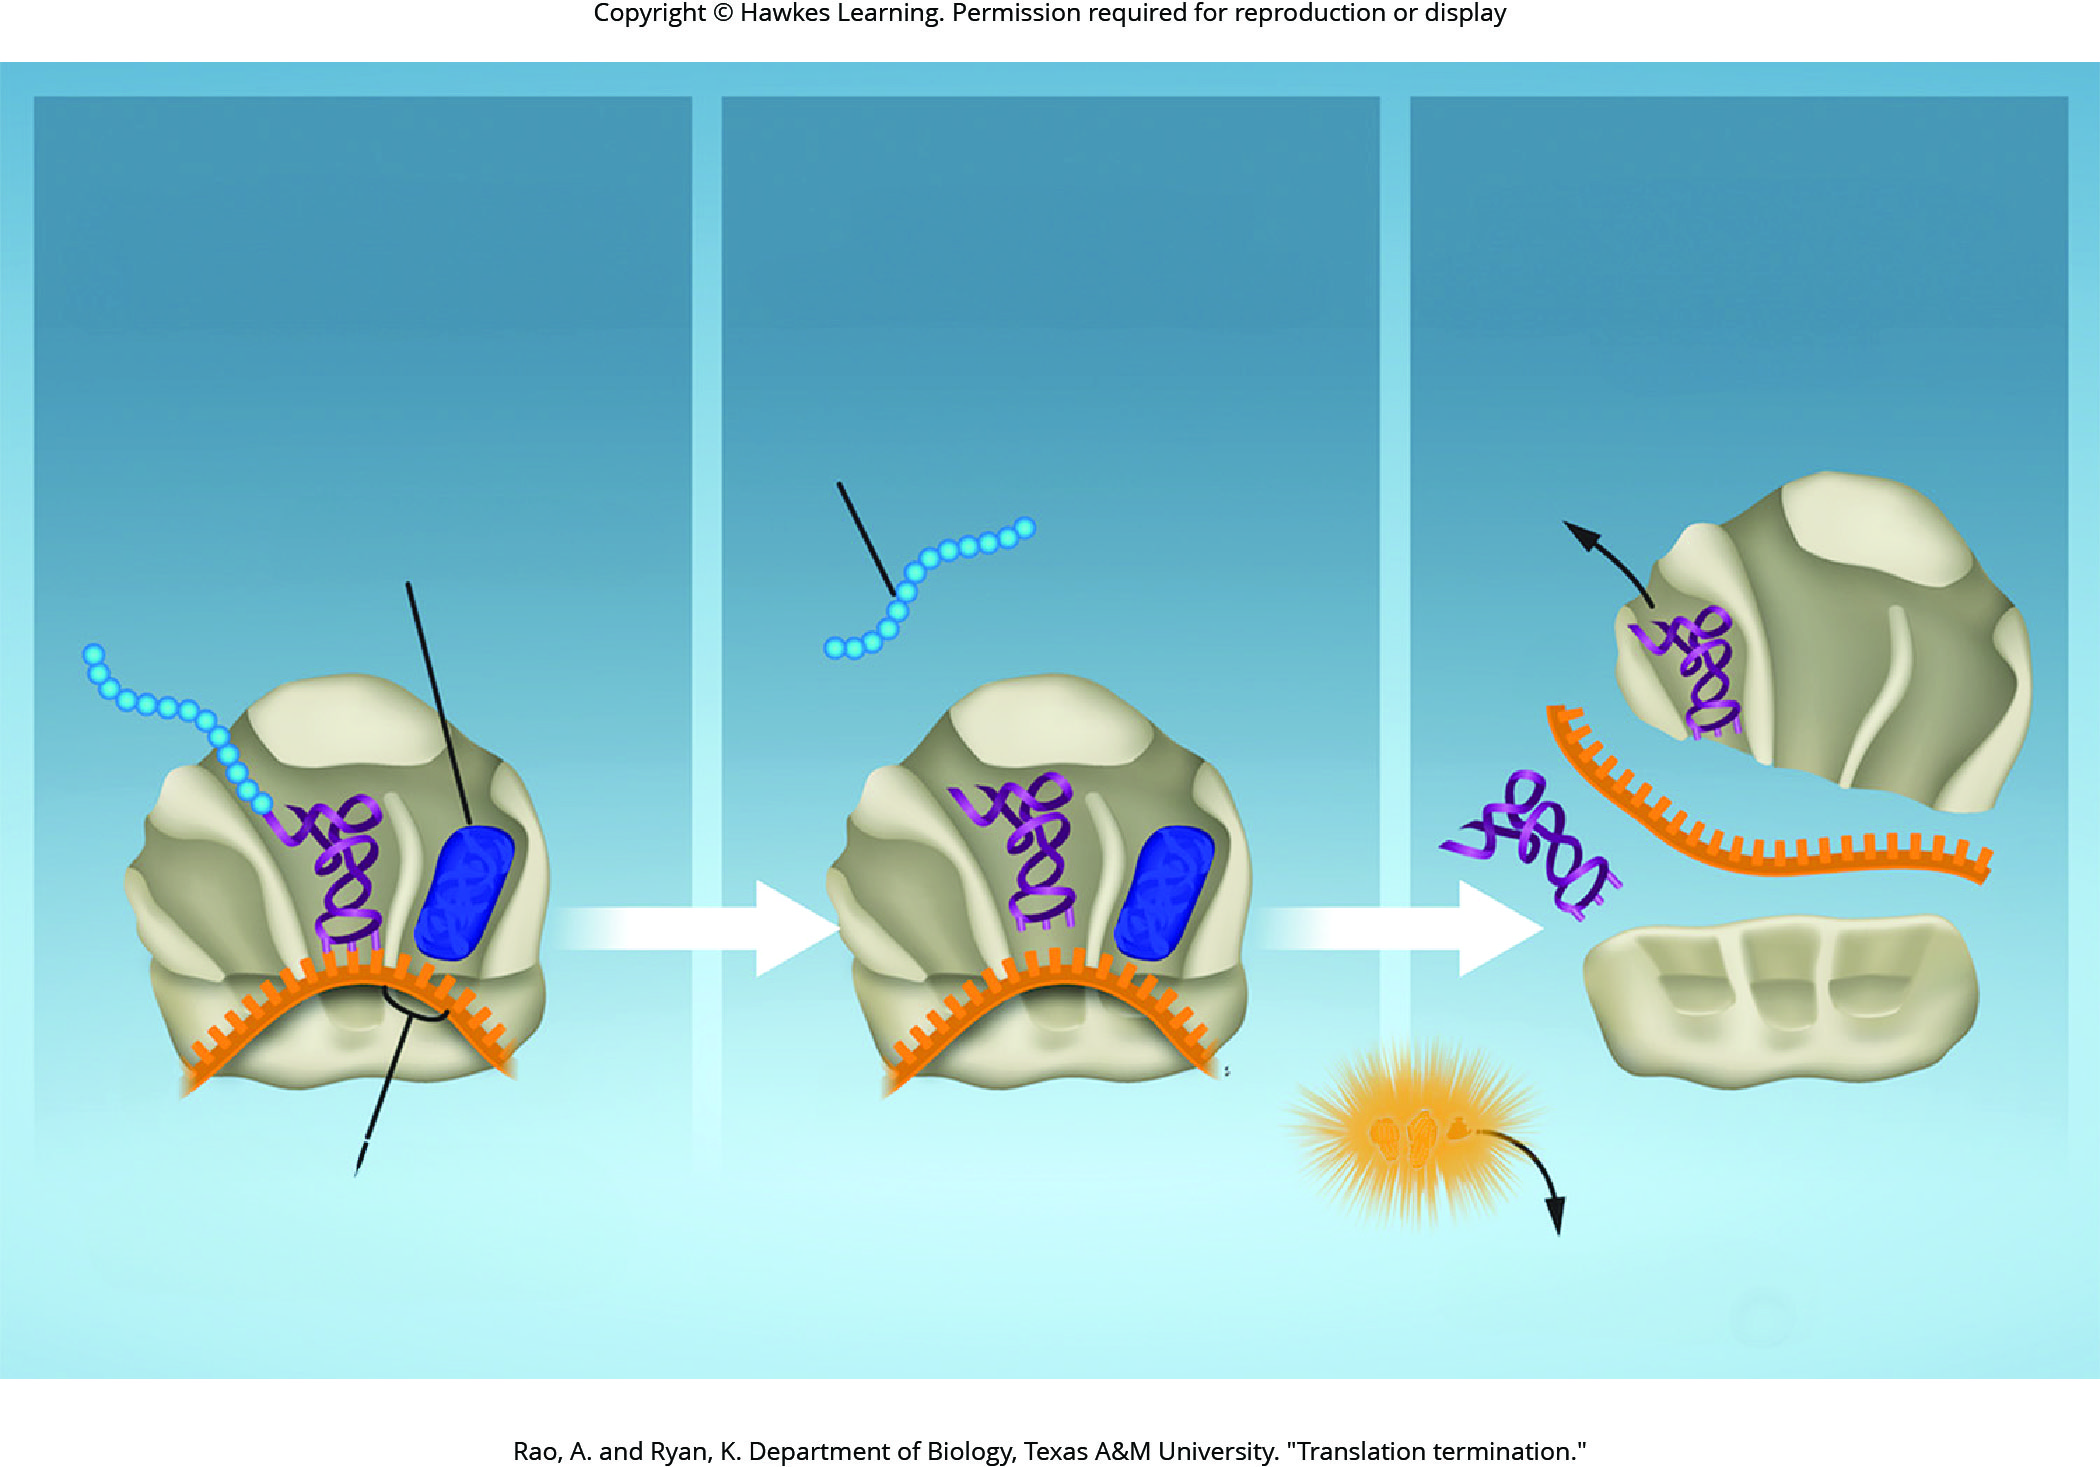 Copyright © Hawkes Learning. Permission required for reproduction or display
Rao, A. and Ryan, K. Department of Biology, Texas A&M University. "Translation termination."